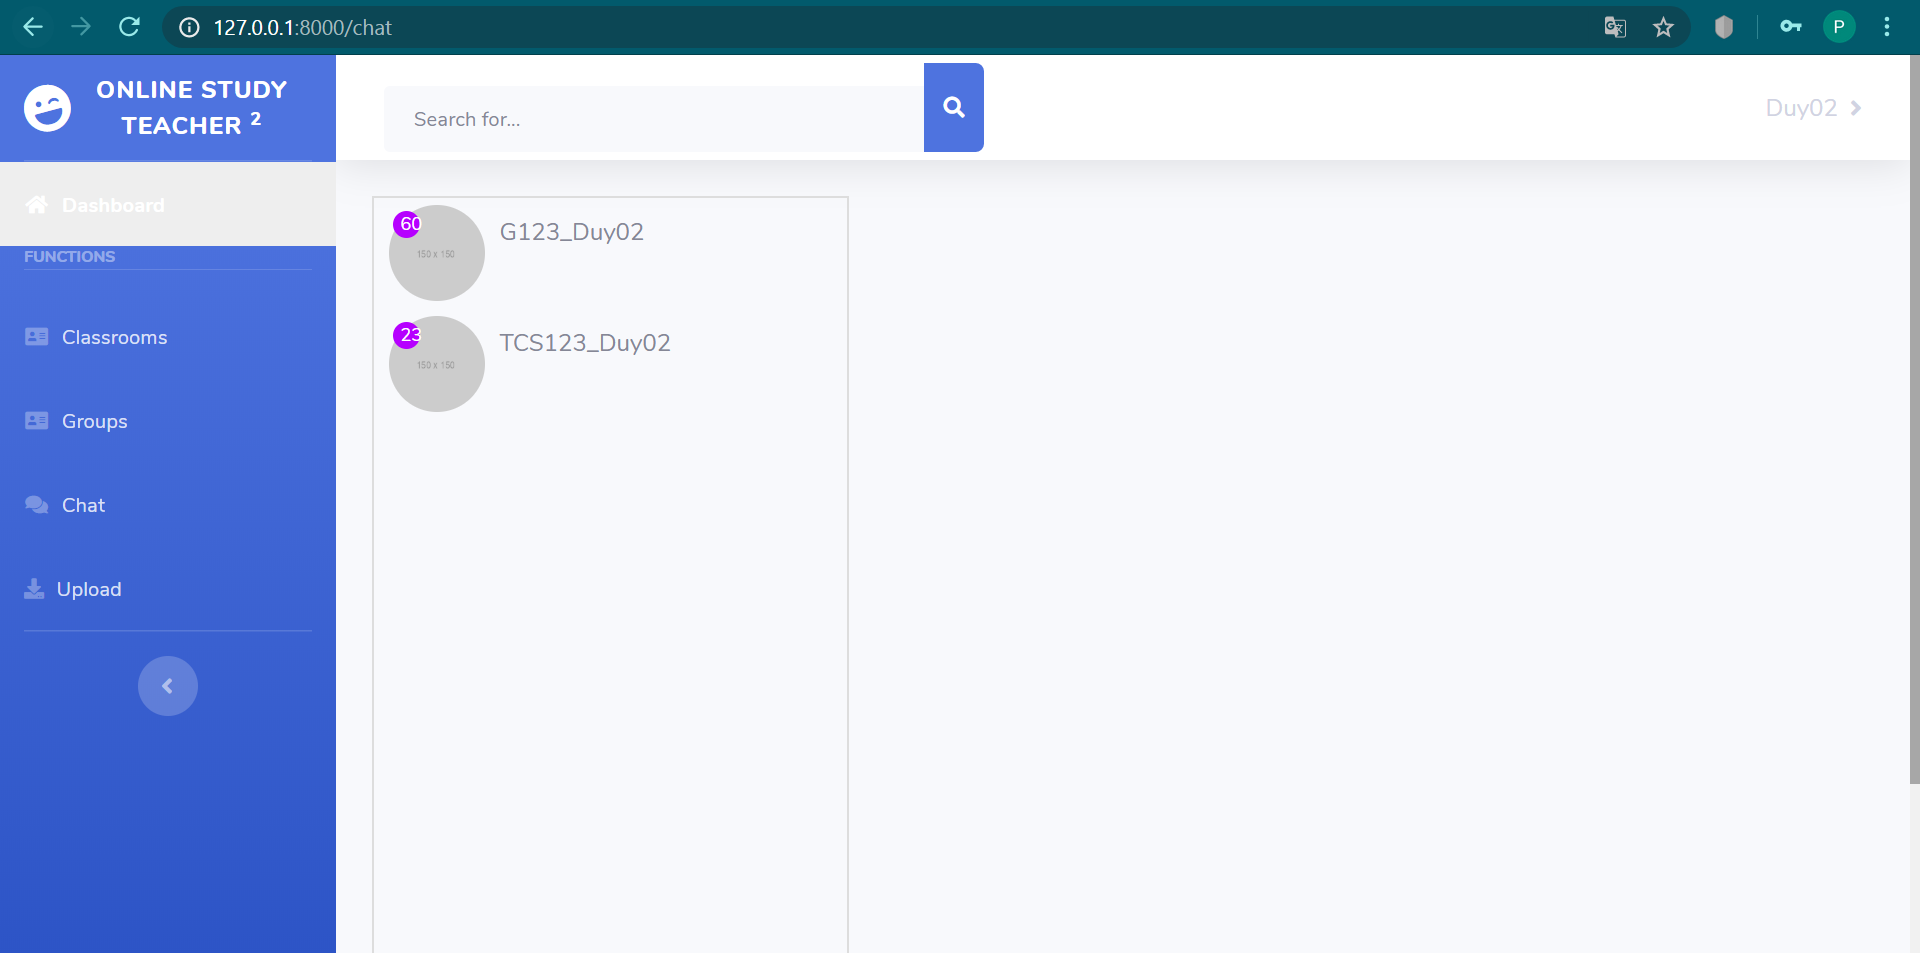 127.0.0.1:8000/chat
P
ONLINE STUDY
TEACHER 2
Search for...
Duy02
Dashboard
FUNCTIONS
Classrooms
Groups
Chat
Upload
60
150 x 150
G123_Duy02
23
150 x 150
TCS123_Duy02